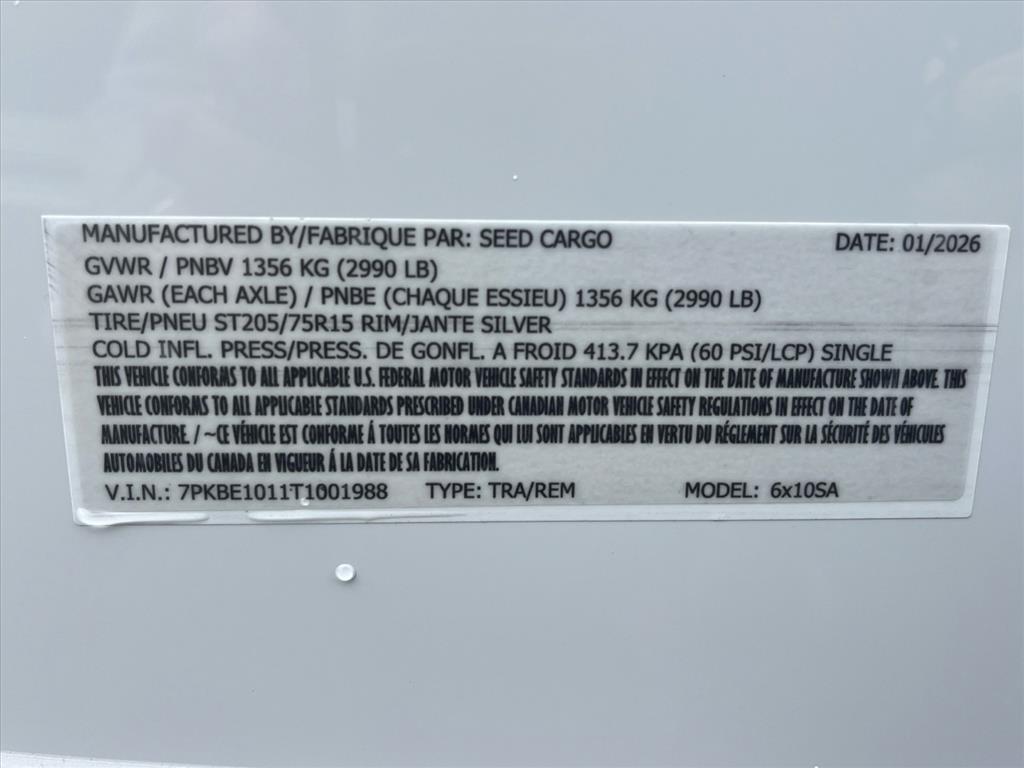 MANUFACTURED BY/FABRIQUE PAR: SEED CARGO DATE: 01/2026
GVWR / PNBV 1356 KG (2990 LB)
GAWR (EACH AXLE) / PNBE (CHAQUE ESSIEU) 1356 KG (2990 LB)
TIRE/PNEU ST205/75R15 RIM/JANTE SILVER
COLD INFL. PRESS/PRESS. DE GONFL. A FROID 413.7 KPA (60 PSI/LCP) SINGLE
THIS VEHICLE CONFORMS TO ALL APPLICABLE U.S. FEDERAL MOTOR VEHICLE SAFETY STANDARDS IN EFFECT ON THE DATE OF MANUFACTURE SHOWN ABOVE. THIS
VEHICLE CONFORMS TO ALL APPLICABLE STANDARDS PRESCRIBED UNDER CANADIAN MOTOR VEHICLE SAFETY REGULATIONS IN EFFECT ON THE DATE OF
MANUFACTURE. / ~CE VÉHICLE EST CONFORME Á TOUTES LES NORMES QUI LUI SONT APPLICABLES EN VERTU DU RÉGLEMENT SUR LA SÉCURITÉ DES VÉHICULES
AUTOMOBILES DU CANADA EN VIGUEUR Á LA DATE DE SA FABRICATION.
V.I.N.: 7PKBE1011T1001988 TYPE: TRA/REM MODEL: 6x10SA